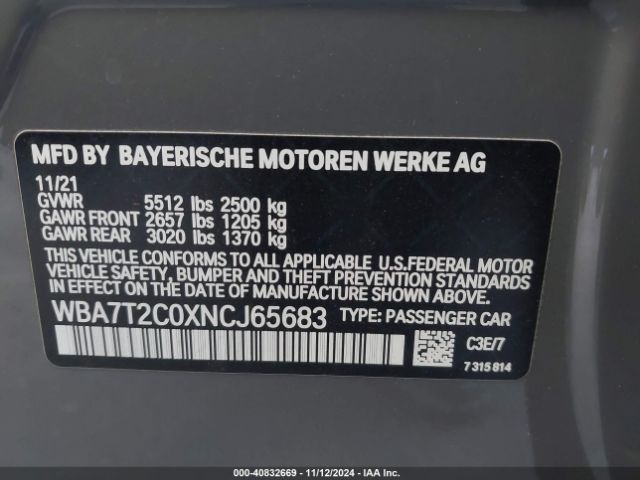 MFD BY BAYERISCHE MOTOREN WERKE AG
11/21
GVWR 5512 lbs 2500 kg
GAWR FRONT 2657 lbs 1205 kg
GAWR REAR 3020 lbs 1370 kg
THIS VEHICLE CONFORMS TO ALL APPLICABLE U.S.FEDERAL MOTOR
VEHICLE SAFETY, BUMPER AND THEFT PREVENTION STANDARDS
IN EFFECT ON THE DATE OF MANUFACTURE SHOWN ABOVE.
WBA7T2C0XNCJ65683 TYPE: PASSENGER CAR
C3E/7
7 315 814
000-40832669 - 11/12/2024 - IAAI.COM